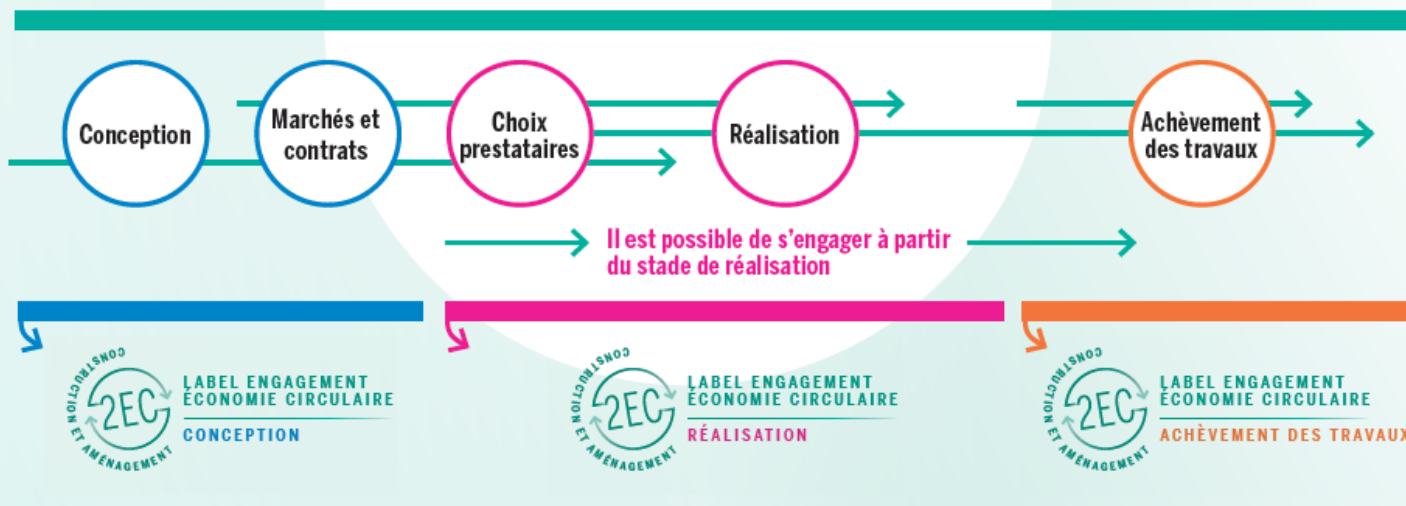 Conception
Marchés et
contrats
Choix
prestataires
Réalisation
Achèvement
des travaux
Il est possible de s'engager à partir
du stade de réalisation
CONSTRUCTION ET AMÉNAGEMENT
2EC
LABEL ENGAGEMENT
ÉCONOMIE CIRCULAIRE
CONCEPTION
CONSTRUCTION ET AMÉNAGEMENT
2EC
LABEL ENGAGEMENT
ÉCONOMIE CIRCULAIRE
RÉALISATION
CONSTRUCTION ET AMÉNAGEMENT
2EC
LABEL ENGAGEMENT
ÉCONOMIE CIRCULAIRE
ACHÈVEMENT DES TRAVAUX